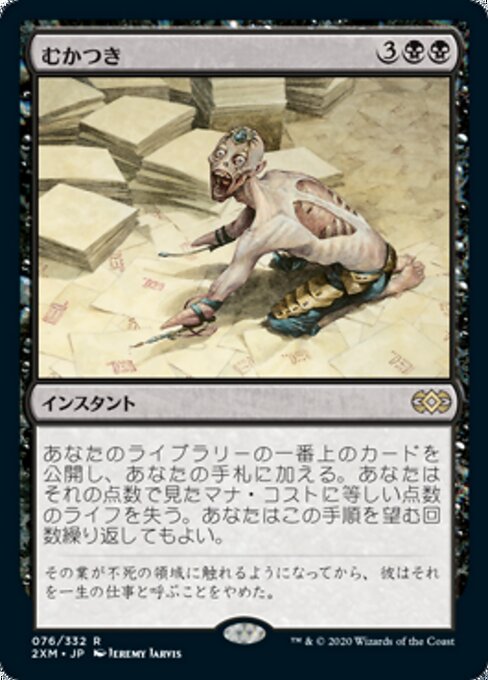 むかつき 3
インスタント
あなたのライブラリーの一番上のカードを
公開し、あなたの手札に加える。あなたは
それの点数で見たマナ・コストに等しい点数
のライフを失う。あなたはこの手順を望む回
数繰り返してもよい。
その業が不死の領域に触れるようになってから、彼はそれ
を一生の仕事と呼ぶことをやめた。
076/332 R
2XM • JP Jeremy Jarvis
™ & © 2020 Wizards of the Coast